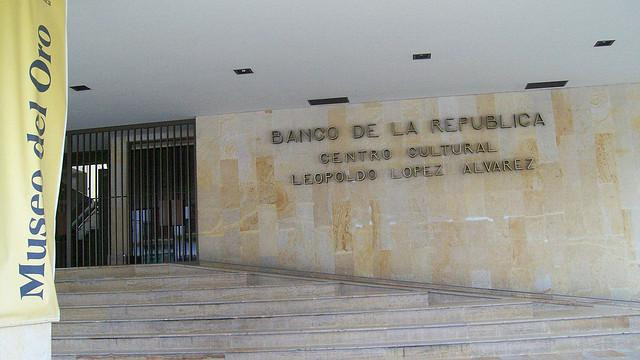 Museo del Oro
BANCO DE LA REPUBLICA
CENTRO CULTURAL
LEOPOLDO LOPEZ ALVAREZ